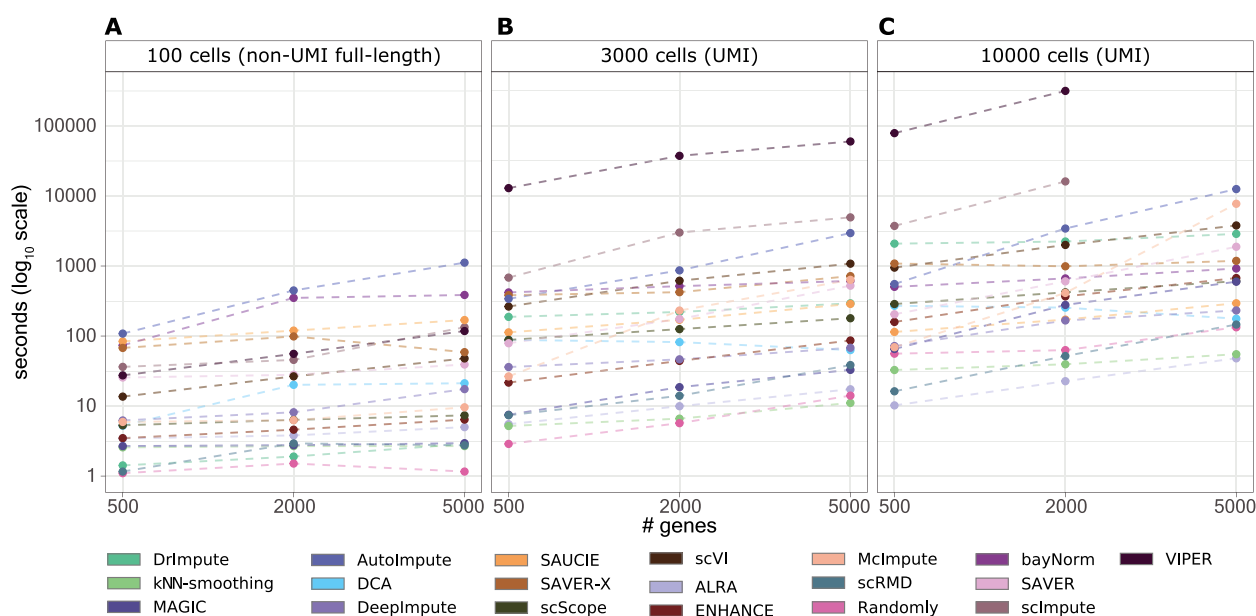 A
B
C
100 cells (non-UMI full-length)
3000 cells (UMI)
10000 cells (UMI)
seconds (log10 scale)
100000
10000
1000
100
10
1
500 2000 5000
500 2000 5000
500 2000 5000
# genes
DrImpute AutoImpute SAUCIE scVI McImpute bayNorm VIPER
kNN-smoothing DCA SAVER-X ALRA scRMD SAVER
MAGIC DeepImpute scScope ENHANCE Randomly scImpute